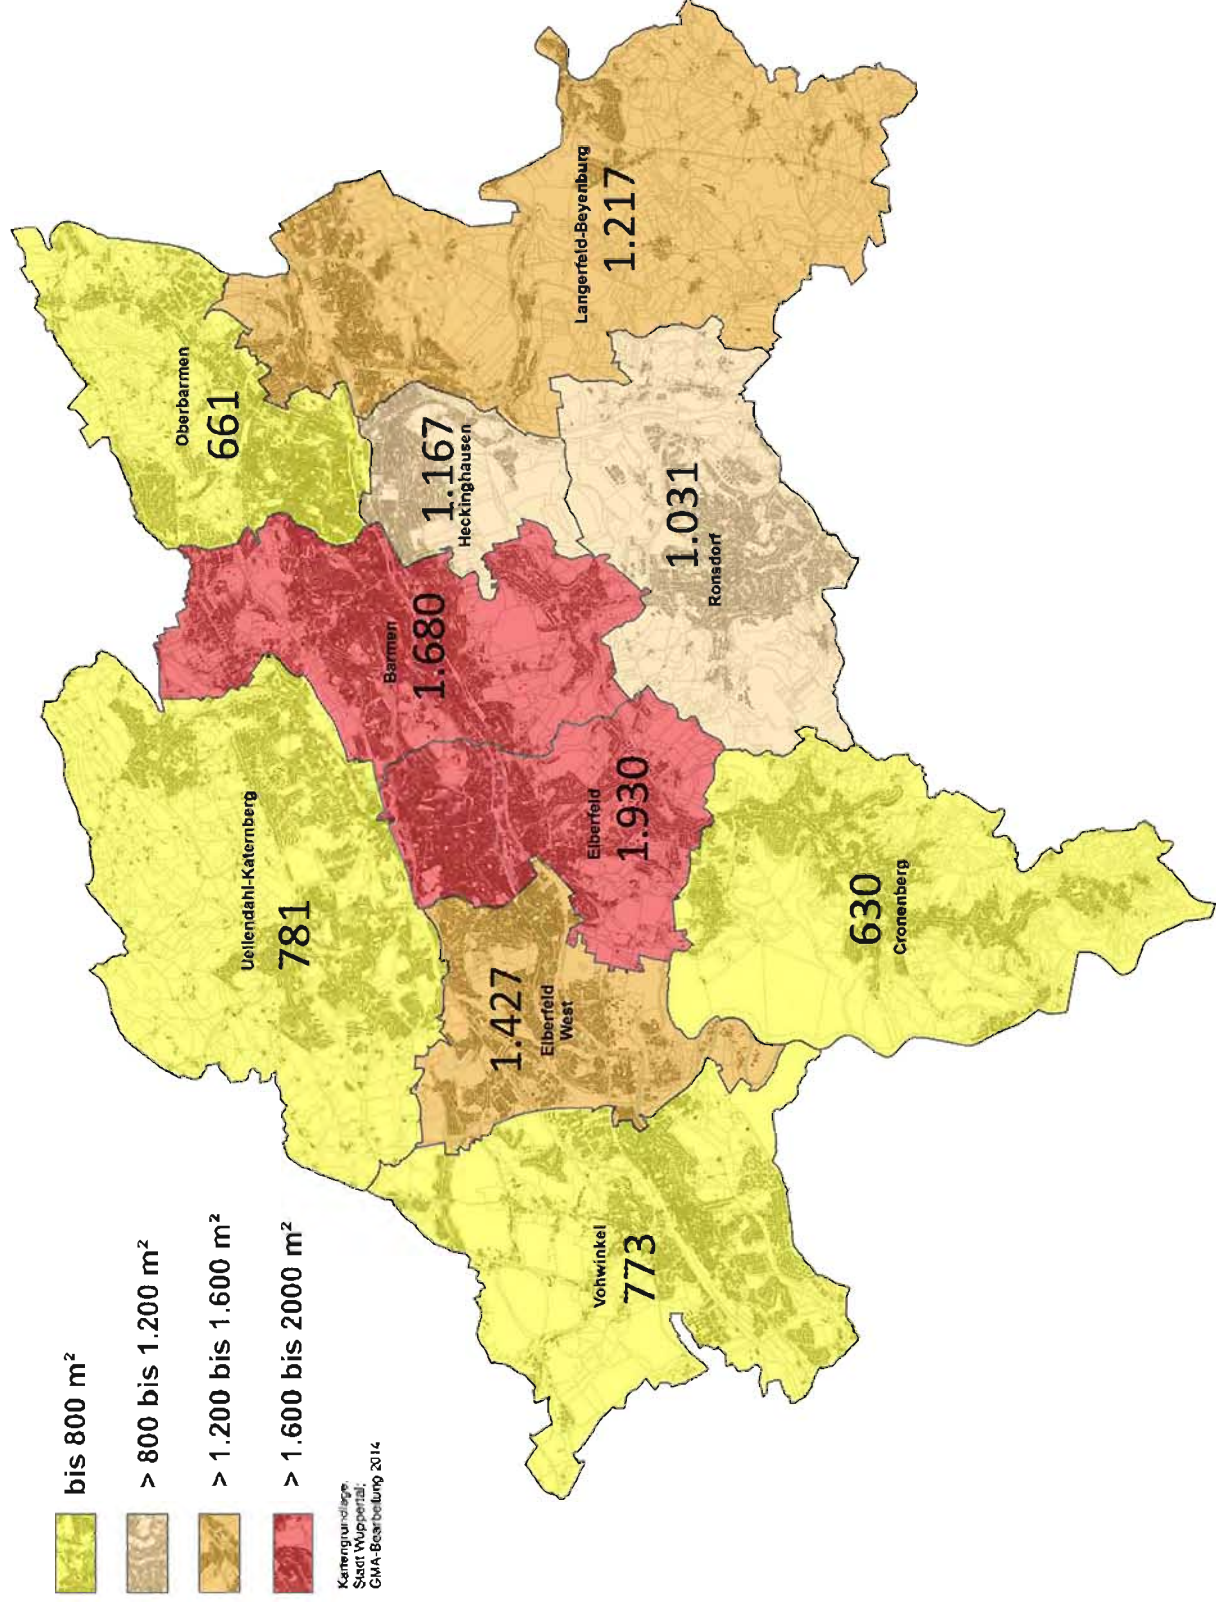 bis 800 m²
> 800 bis 1.200 m²
> 1.200 bis 1.600 m²
> 1.600 bis 2000 m²
Kartengrundlage:
Stadt Wuppertal;
GMA-Bearbeitung 2014
Uellendahl-Katernberg
781
Oberbarmen
661
Barmen
1.680
1.167
Heckinghausen
Langerfeld-Beyenburg
1.217
1.427
Elberfeld
West
Elberfeld
1.930
1.031
Ronsdorf
Vohwinkel
773
630
Cronenberg